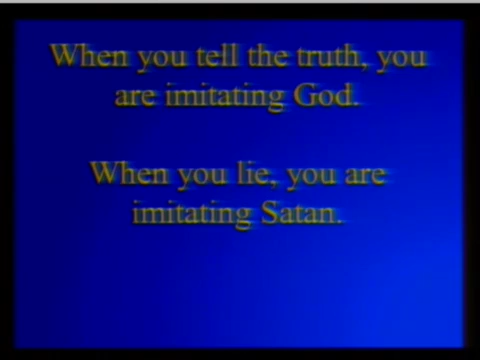 When you tell the truth, you
are imitating God.
When you lie, you are
imitating Satan.